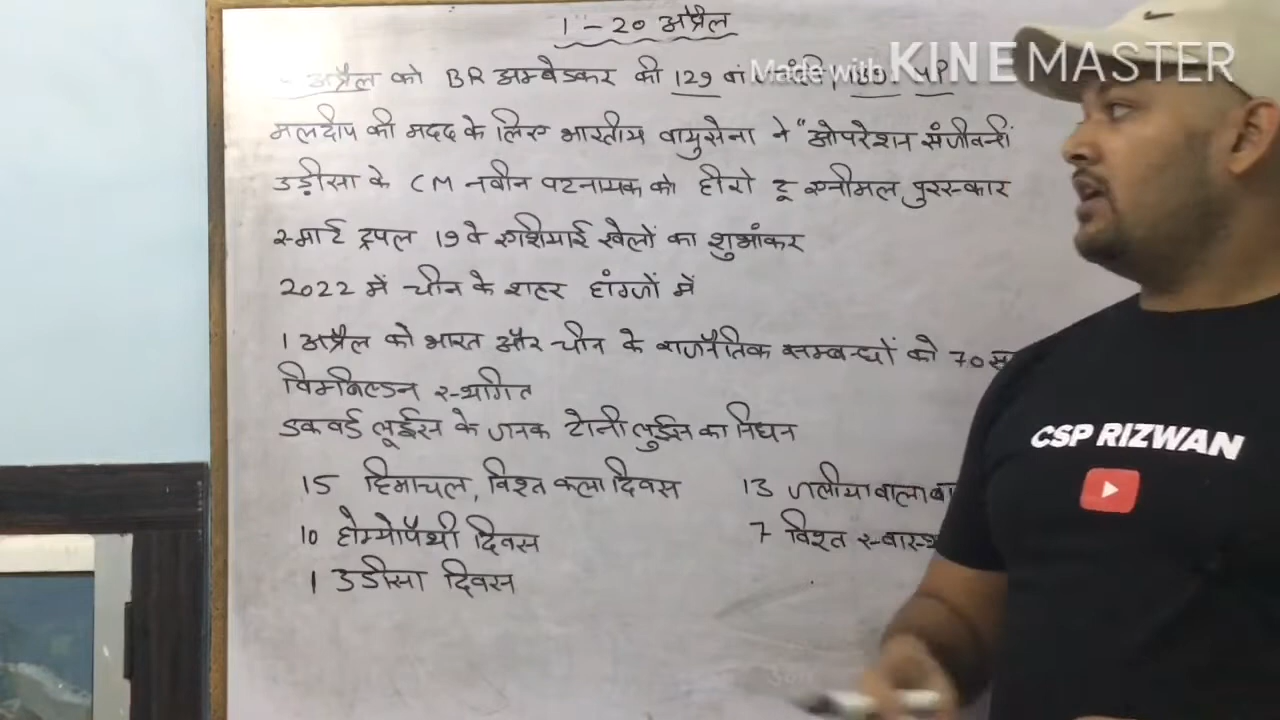 1 - 20 अप्रैल
अप्रैल को BR अम्बेडकर की 129 वां
Made with KINEMASTER
मलदीप की मदद के लिए भारतीय वायुसेना ने "ओपरेशन संजीवनी
उड़ीसा के CM नवीन पटनायक को हीरो टू एनीमल पुरस्कार
स्मार्ट ट्रपल 19 वे एशियाई खेलों का शुभांकर
2022 में चीन के शहर हांग्जों में
1 अप्रैल को भारत और चीन के राजनैतिक सम्बन्धों को 70
विम्बिल्डन स्थगित
डकवर्ड लूईस के जनक टोनी लुईस का निधन
15 हिमाचल, विश्व कला दिवस
13 जलीयावाला
10 होम्योपैथी दिवस
7 विश्व
1 उडीसा दिवस
CSP RIZWAN